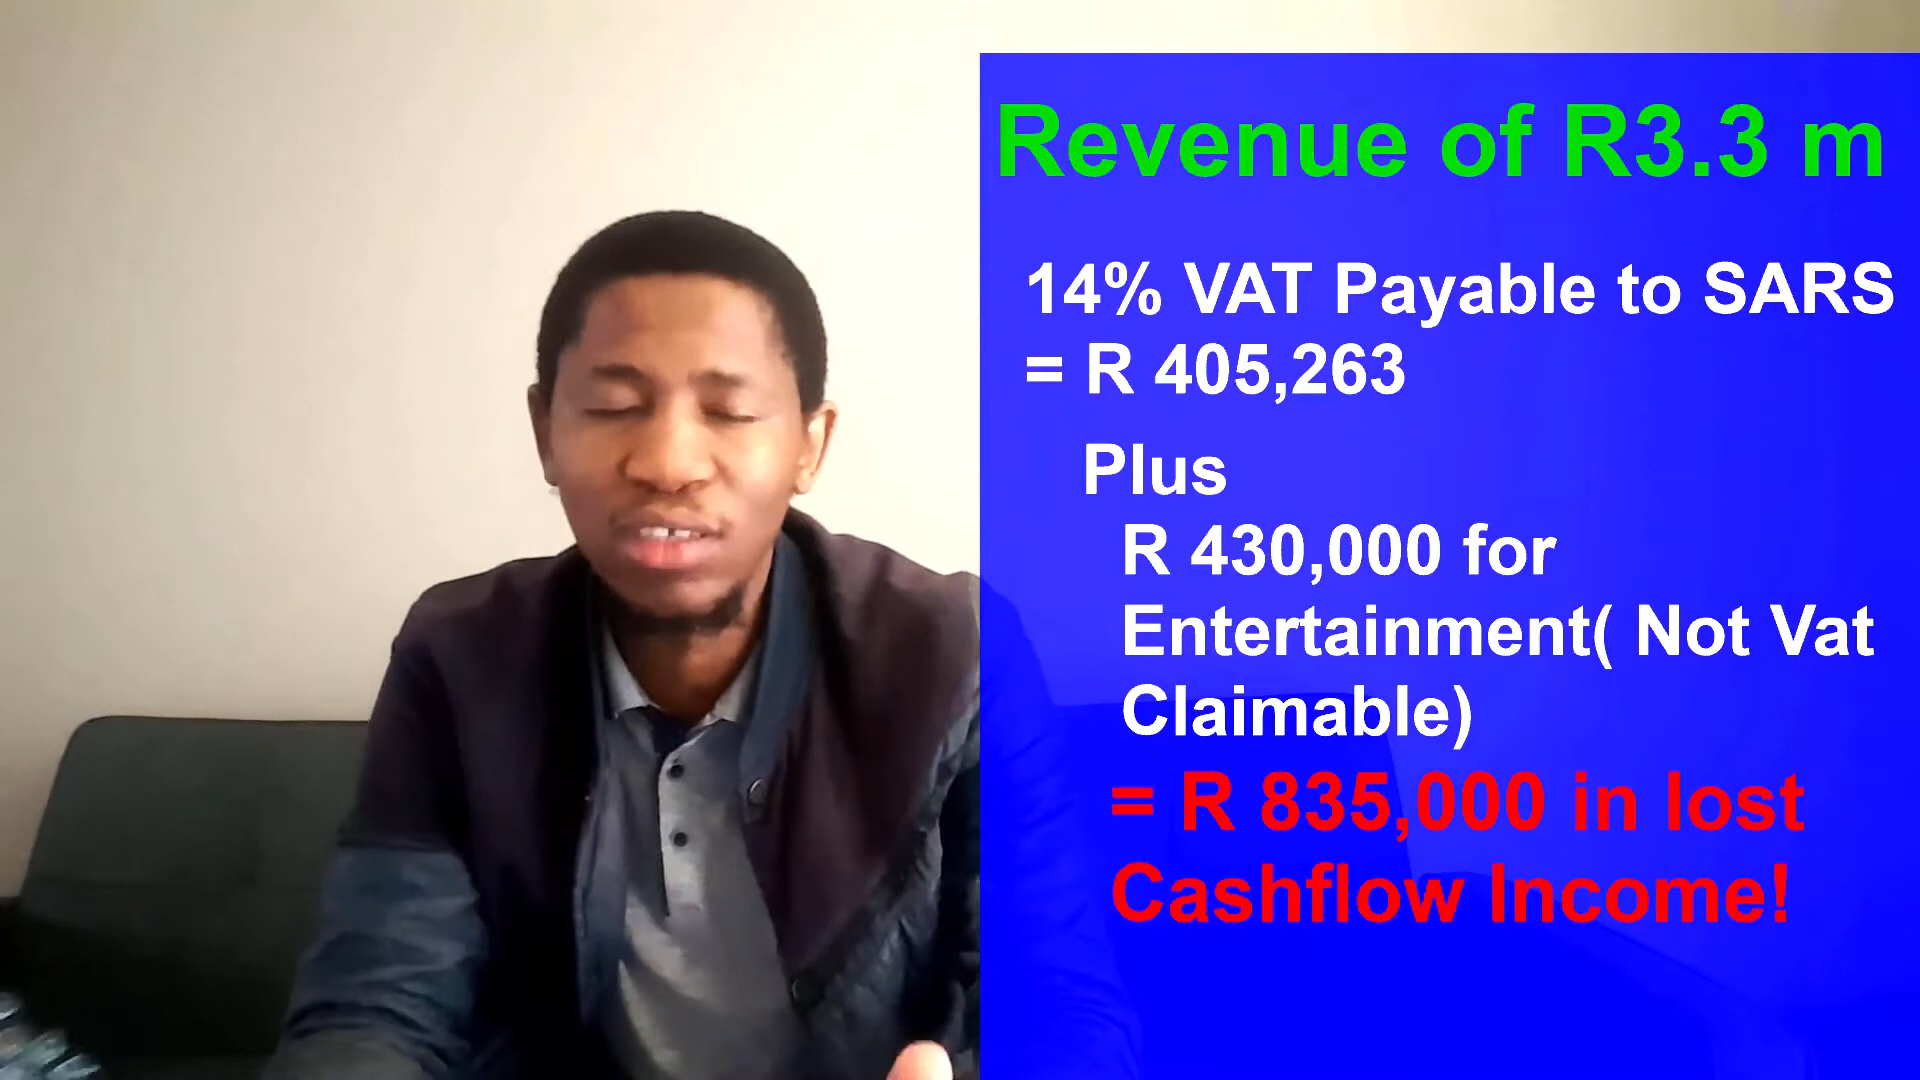 Revenue of R3.3 m
14% VAT Payable to SARS
= R 405,263
Plus
R 430,000 for
Entertainment( Not Vat
Claimable)
= R 835,000 in lost
Cashflow Income!